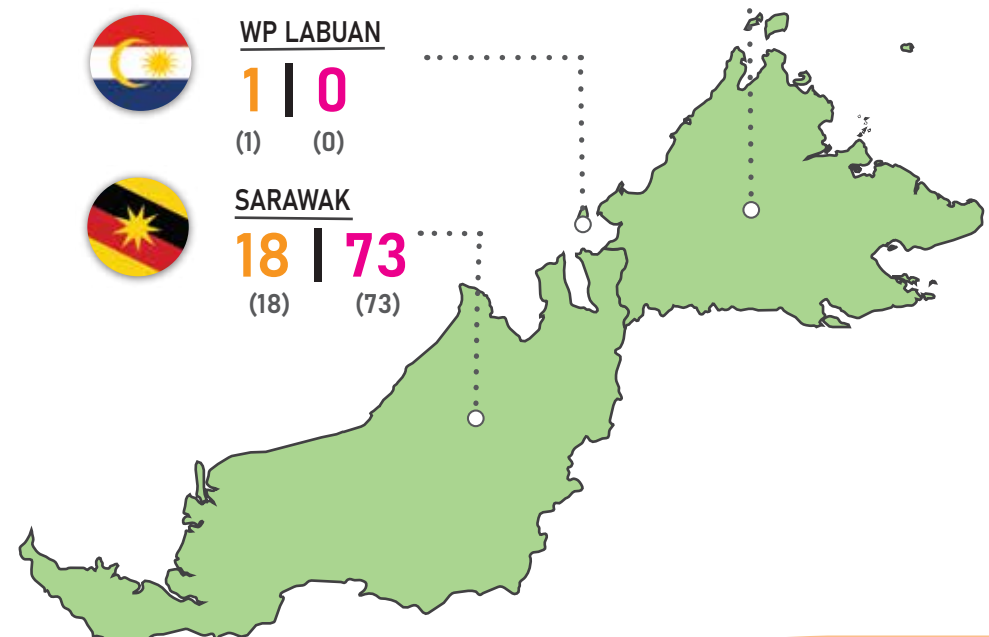 WP LABUAN
1 | 0
(1) (0)
SARAWAK
18 | 73
(18) (73)